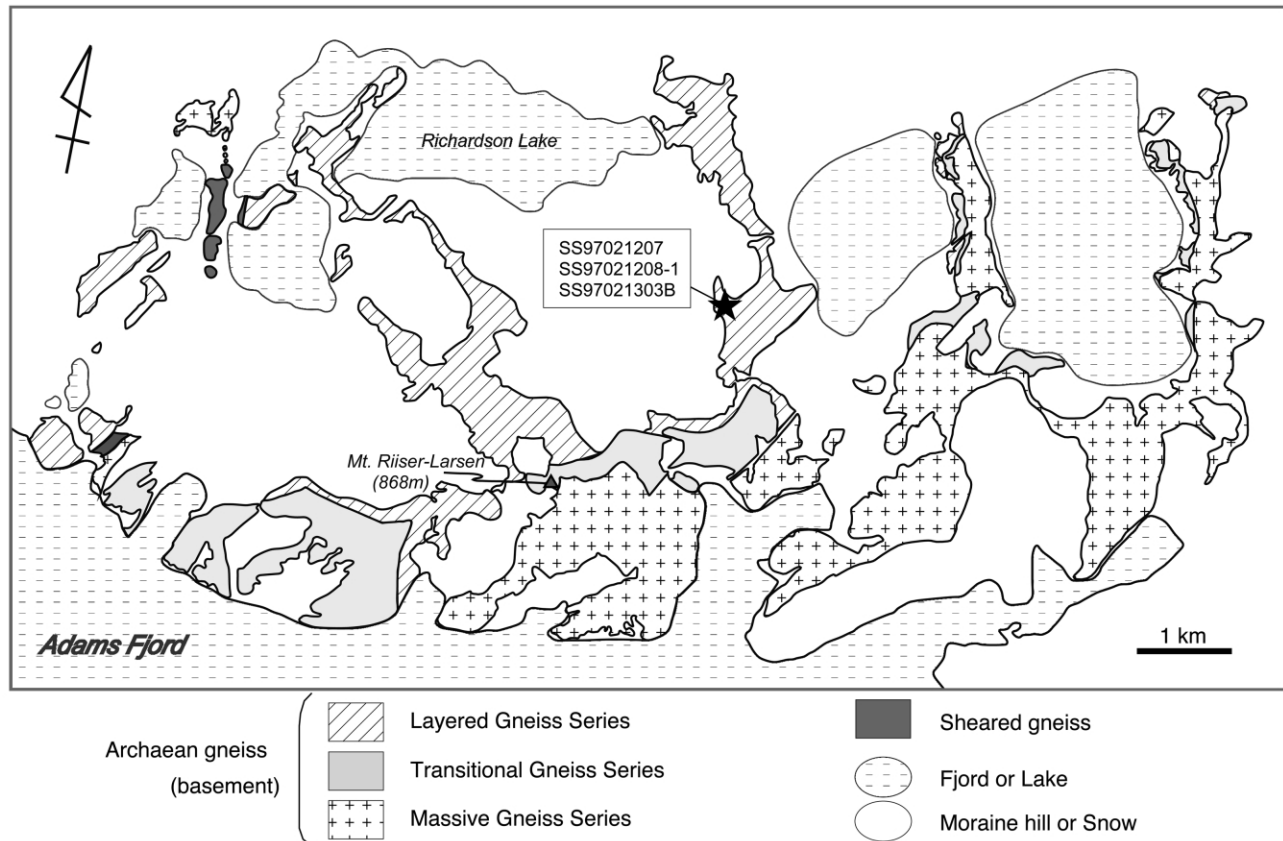 Richardson Lake
SS97021207
SS97021208-1
SS97021303B
Mt. Riiser-Larsen
(868m)
Adams Fjord
1 km
Archaean gneiss
(basement)
Layered Gneiss Series
Transitional Gneiss Series
Massive Gneiss Series
Sheared gneiss
Fjord or Lake
Moraine hill or Snow